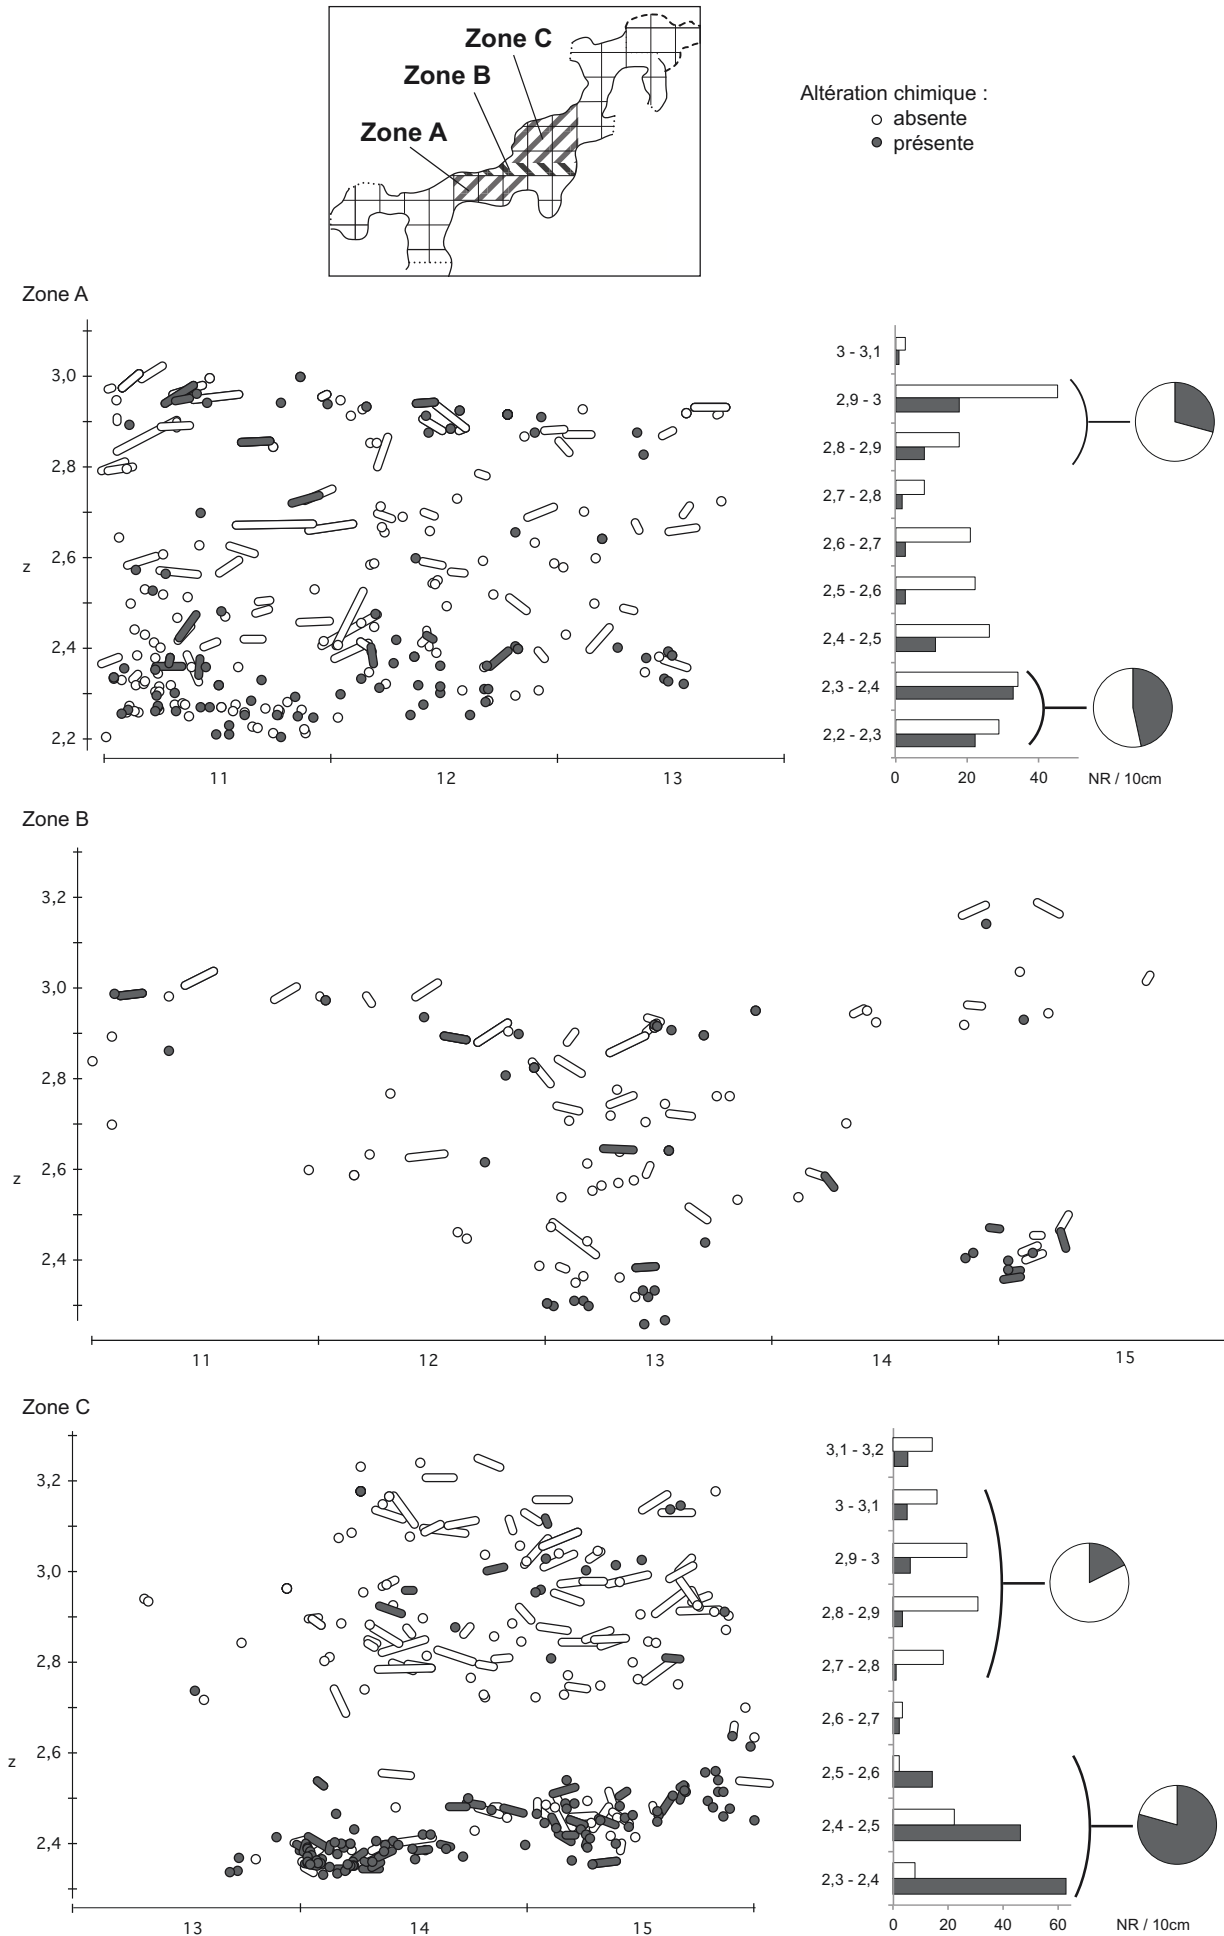 Zone C
Zone B
Zone A
Altération chimique :
absente
présente
Zone A
3,0
2,8
2,6
z
2,4
2,2
11 12 13
3 - 3,1
2,9 - 3
2,8 - 2,9
2,7 - 2,8
2,6 - 2,7
2,5 - 2,6
2,4 - 2,5
2,3 - 2,4
2,2 - 2,3
0 20 40 NR / 10cm
Zone B
3,2
3,0
2,8
2,6
z
2,4
11 12 13 14 15
Zone C
3,2
3,0
2,8
2,6
z
2,4
13 14 15
3,1 - 3,2
3 - 3,1
2,9 - 3
2,8 - 2,9
2,7 - 2,8
2,6 - 2,7
2,5 - 2,6
2,4 - 2,5
2,3 - 2,4
0 20 40 60 NR / 10cm